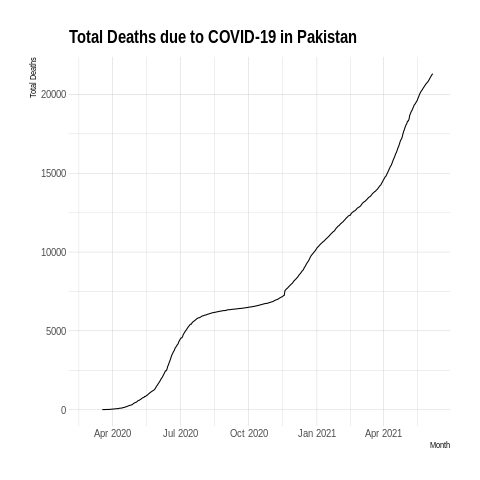 Total Deaths due to COVID-19 in Pakistan
Total Deaths
20000
15000
10000
5000
0
Apr 2020 Jul 2020 Oct 2020 Jan 2021 Apr 2021
Month